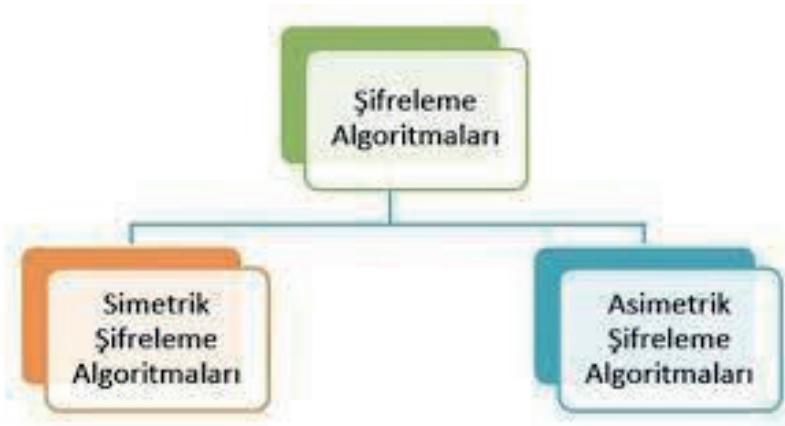 Şifreleme
Algoritmaları
Simetrik
Şifreleme
Algoritmaları
Asimetrik
Şifreleme
Algoritmaları